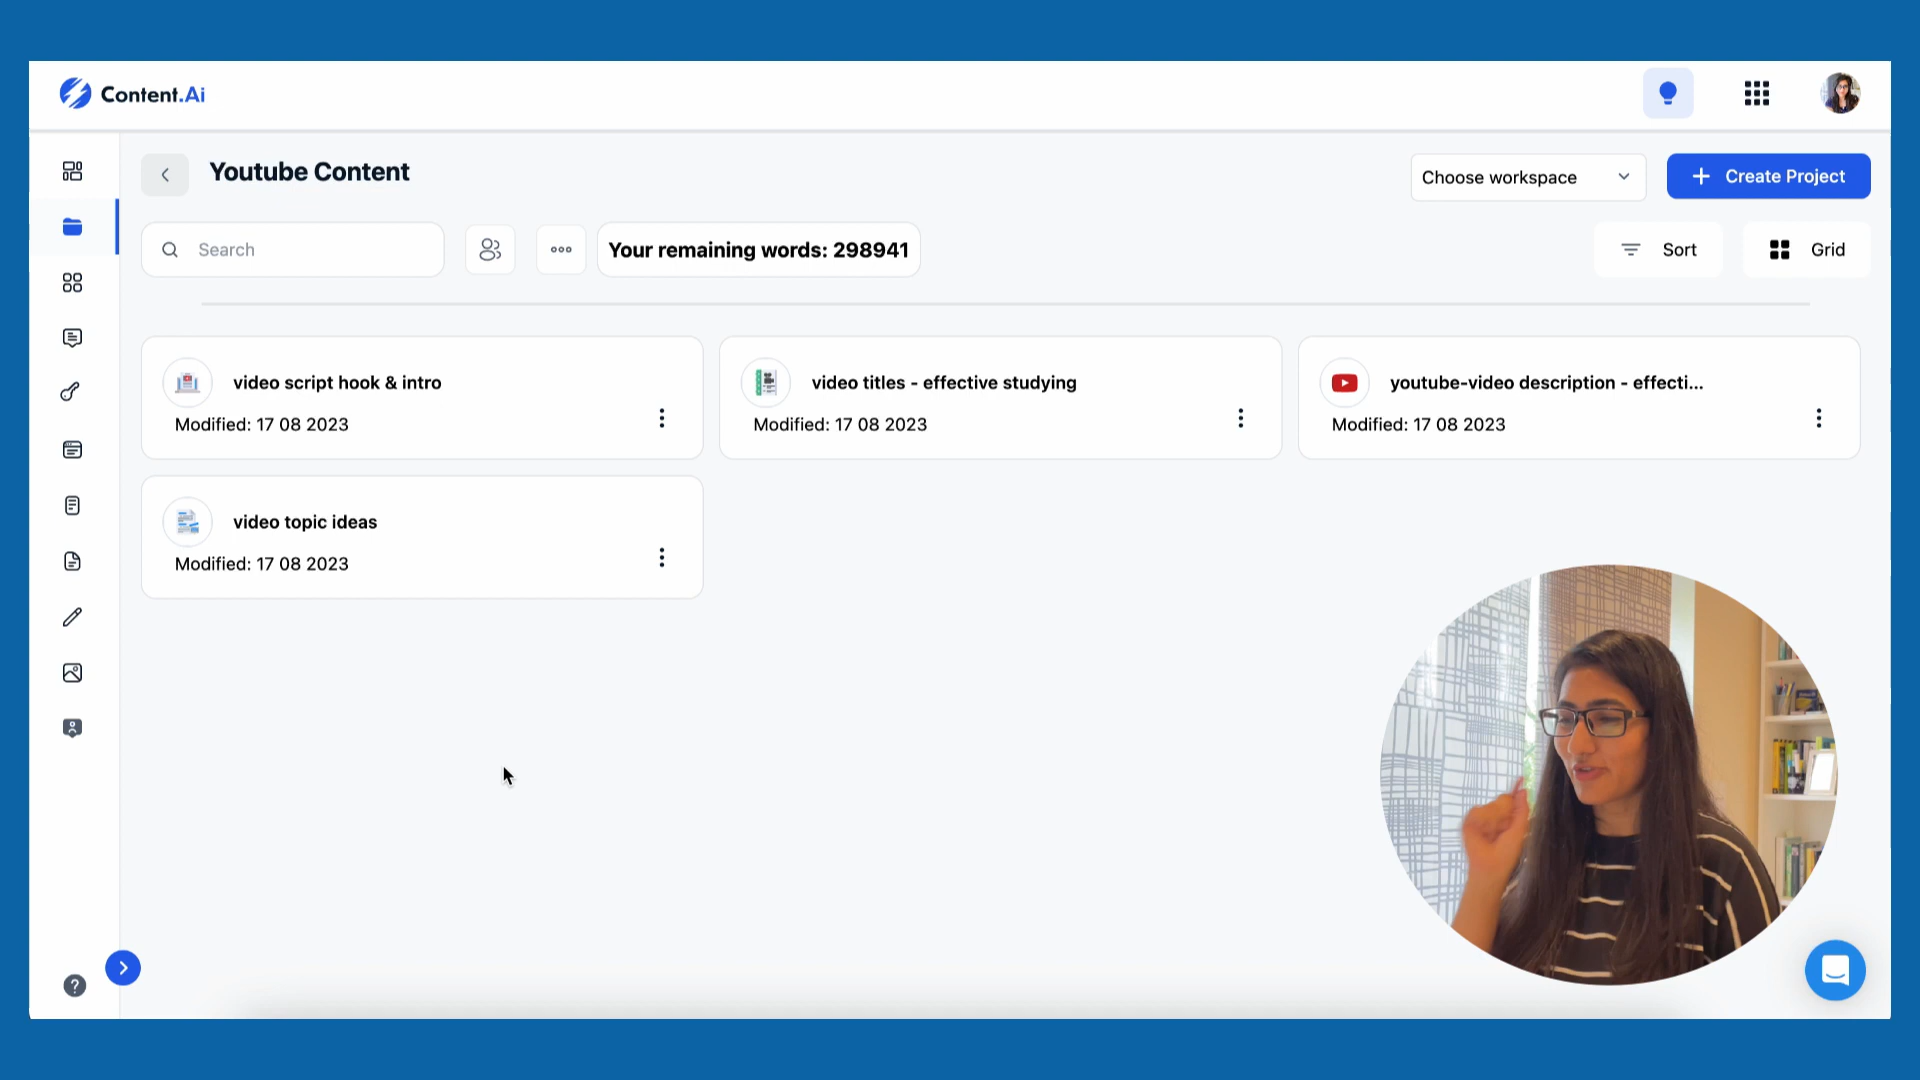 Content.Ai
Youtube Content
Choose workspace
Create Project
Search
Your remaining words: 298941
Sort
Grid
video script hook & intro
Modified: 17 08 2023
video titles - effective studying
Modified: 17 08 2023
youtube-video description - effecti...
Modified: 17 08 2023
video topic ideas
Modified: 17 08 2023